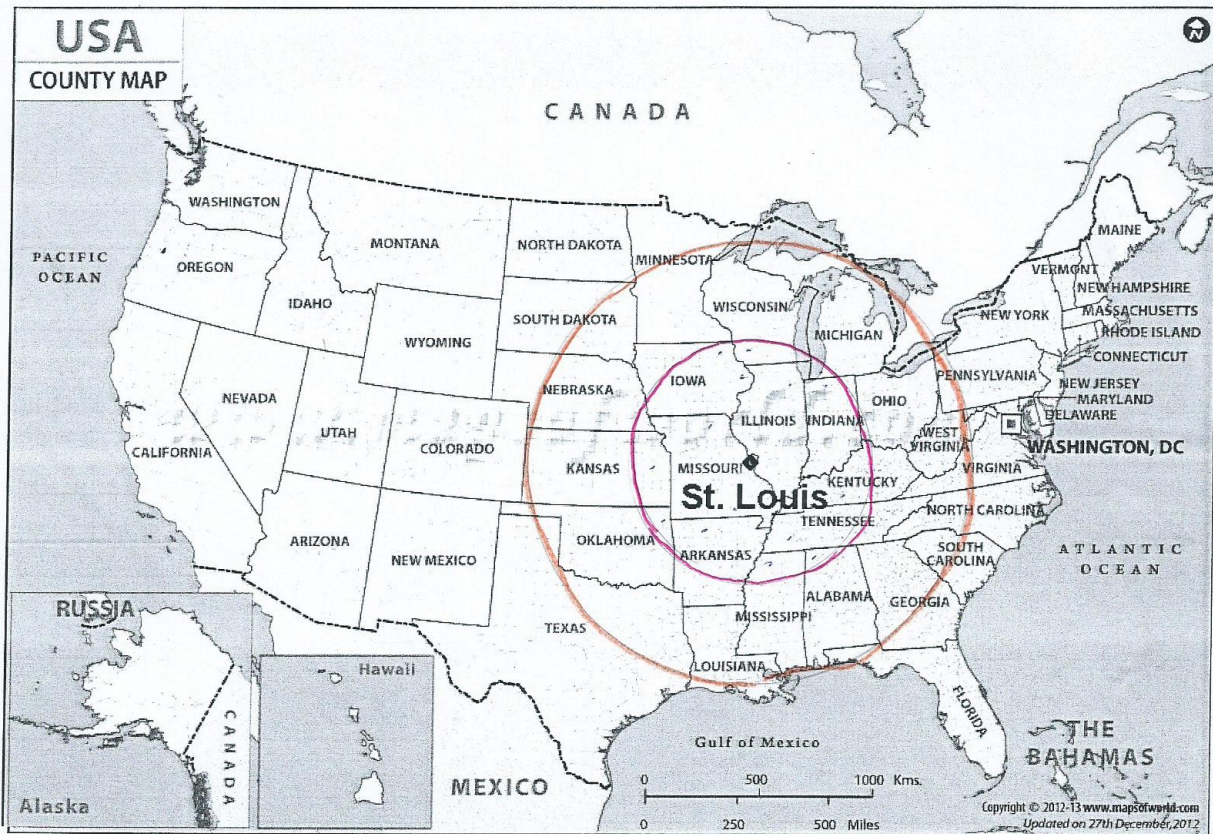 USA
COUNTY MAP
N
CANADA
WASHINGTON
MONTANA
NORTH DAKOTA
MINNESOTA
MAINE
PACIFIC
OCEAN
OREGON
IDAHO
SOUTH DAKOTA
WISCONSIN
MICHIGAN
VERMONT
NEW HAMPSHIRE
NEW YORK
MASSACHUSETTS
RHODE ISLAND
CONNECTICUT
WYOMING
NEBRASKA
IOWA
PENNSYLVANIA
NEW JERSEY
MARYLAND
DELAWARE
NEVADA
UTAH
COLORADO
KANSAS
MISSOURI
ILLINOIS
INDIANA
OHIO
WEST
VIRGINIA
VIRGINIA
WASHINGTON, DC
CALIFORNIA
KENTUCKY
St. Louis
ARIZONA
NEW MEXICO
OKLAHOMA
ARKANSAS
TENNESSEE
NORTH CAROLINA
SOUTH
CAROLINA
ATLANTIC
OCEAN
TEXAS
LOUISIANA
MISSISSIPPI
ALABAMA
GEORGIA
FLORIDA
RUSSIA
CANADA
Alaska
Hawaii
MEXICO
Gulf of Mexico
THE
BAHAMAS
0 500 1000 Kms.
0 250 500 Miles
Copyright © 2012-13 www.mapsofworld.com
Updated on 27th December,2012